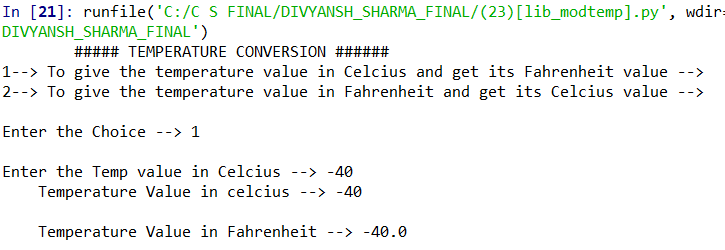 In [21]: runfile('C:/C S FINAL/DIVYANSH_SHARMA_FINAL/(23)[lib_modtemp].py', wdir=
DIVYANSH_SHARMA_FINAL')
##### TEMPERATURE CONVERSION ######
1--> To give the temperature value in Celcius and get its Fahrenheit value -->
2--> To give the temperature value in Fahrenheit and get its Celcius value -->
Enter the Choice --> 1
Enter the Temp value in Celcius --> -40
Temperature Value in celcius --> -40
Temperature Value in Fahrenheit --> -40.0